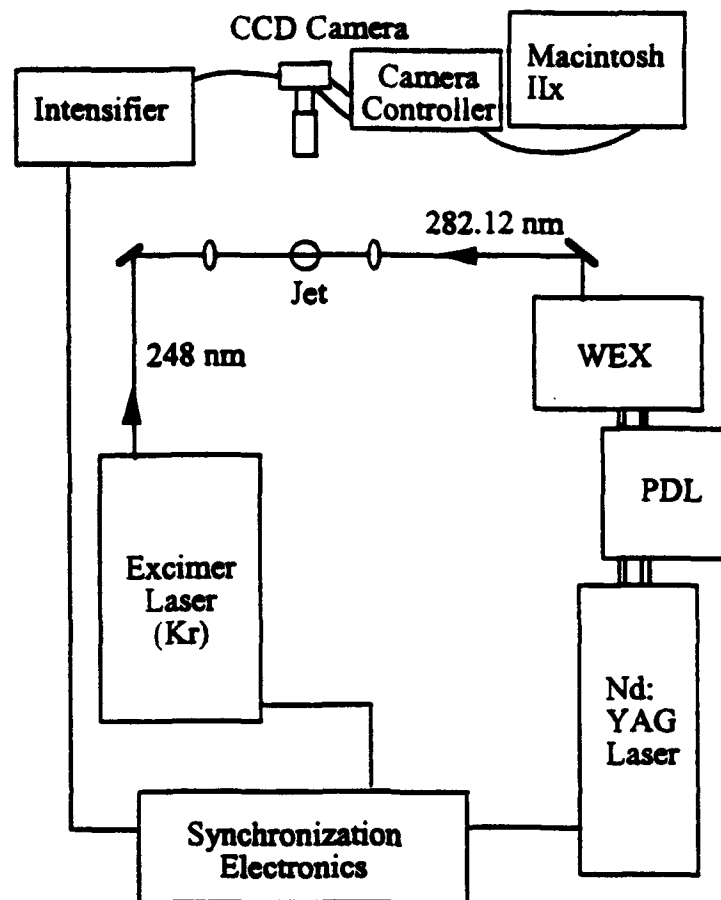 CCD Camera
Intensifier
Camera
Controller
Macintosh
IIx
282.12 nm
Jet
248 nm
WEX
PDL
Excimer
Laser
(Kr)
Nd:
YAG
Laser
Synchronization
Electronics